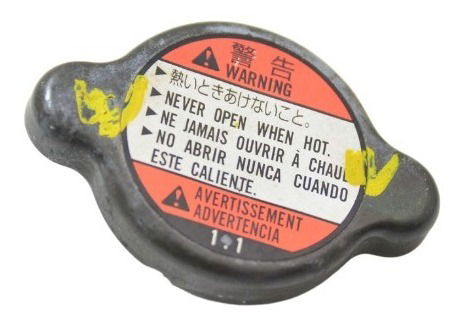 警告
WARNING
熱いときあけないこと。
NEVER OPEN WHEN HOT.
NE JAMAIS OUVRIR À CHAU
NO ABRIR NUNCA CUANDO
ESTE CALIENTE.
AVERTISSEMENT
ADVERTENCIA
1.1